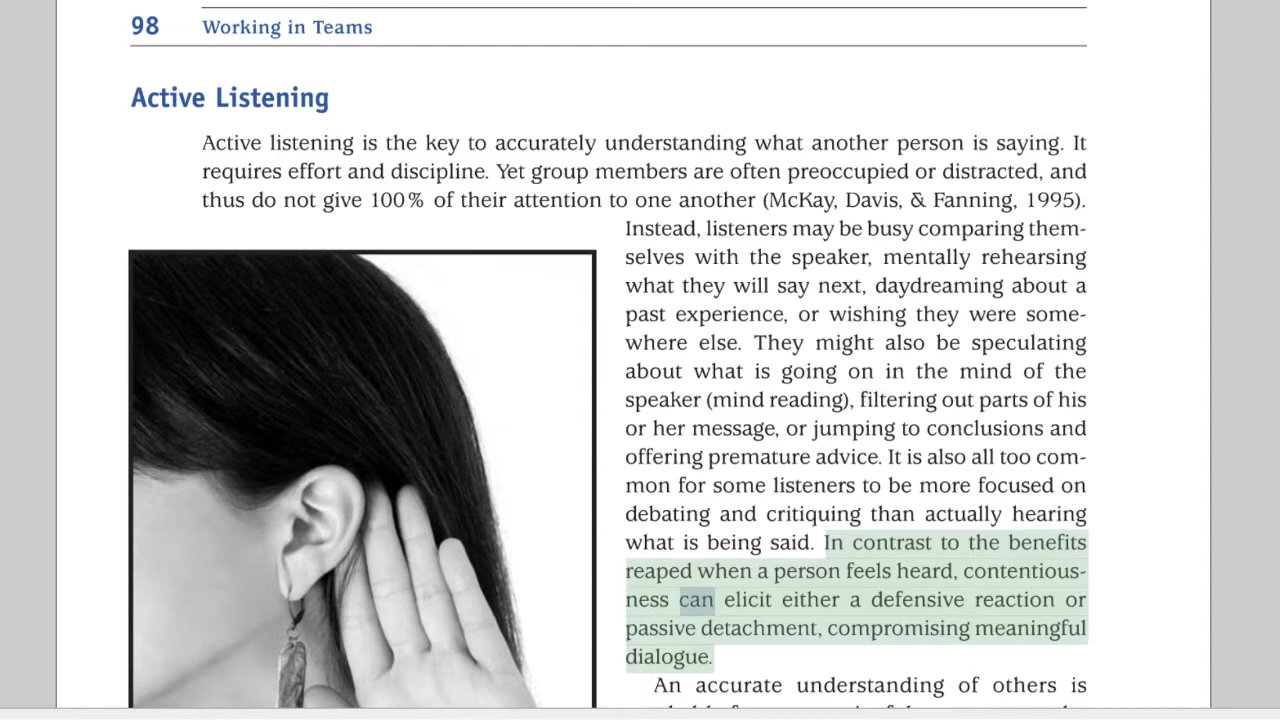 98 Working in Teams
Active Listening
Active listening is the key to accurately understanding what another person is saying. It
requires effort and discipline. Yet group members are often preoccupied or distracted, and
thus do not give 100% of their attention to one another (McKay, Davis, & Fanning, 1995).
Instead, listeners may be busy comparing them-
selves with the speaker, mentally rehearsing
what they will say next, daydreaming about a
past experience, or wishing they were some-
where else. They might also be speculating
about what is going on in the mind of the
speaker (mind reading), filtering out parts of his
or her message, or jumping to conclusions and
offering premature advice. It is also all too com-
mon for some listeners to be more focused on
debating and critiquing than actually hearing
what is being said. In contrast to the benefits
reaped when a person feels heard, contentious-
ness can elicit either a defensive reaction or
passive detachment, compromising meaningful
dialogue.
An accurate understanding of others is